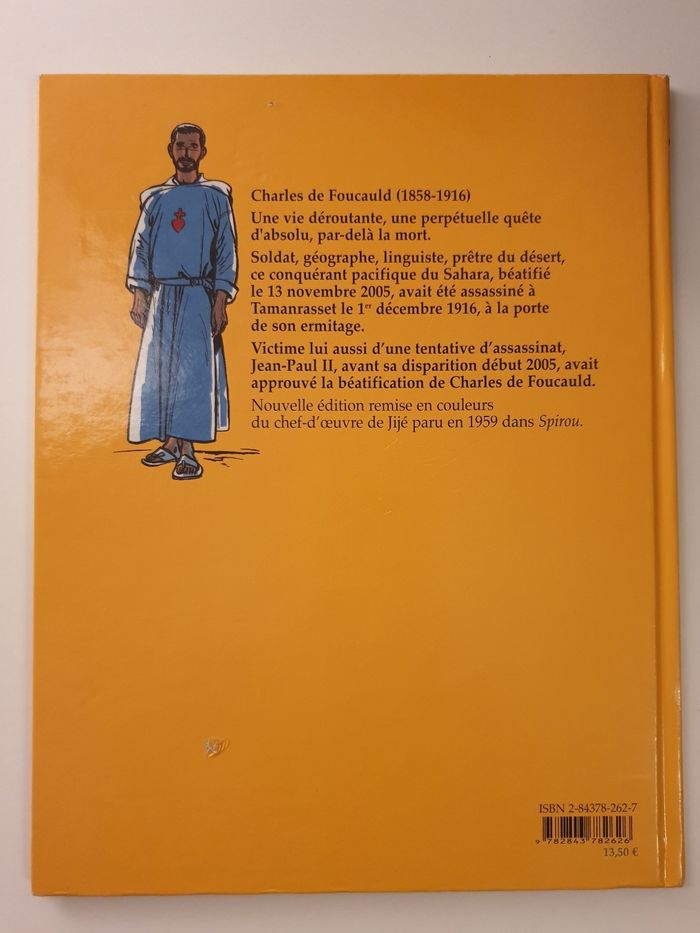 Charles de Foucauld (1858-1916)
Une vie déroutante, une perpétuelle quête
d'absolu, par-delà la mort.
Soldat, géographe, linguiste, prêtre du désert,
ce conquérant pacifique du Sahara, béatifié
le 13 novembre 2005, avait été assassiné à
Tamanrasset le 1er décembre 1916, à la porte
de son ermitage.
Victime lui aussi d'une tentative d'assassinat,
Jean-Paul II, avant sa disparition début 2005, avait
approuvé la béatification de Charles de Foucauld.
Nouvelle édition remise en couleurs
du chef-d'œuvre de Jijé paru en 1959 dans Spirou.
ISBN 2-84378-262-7
9 782843 782626
13,50 €